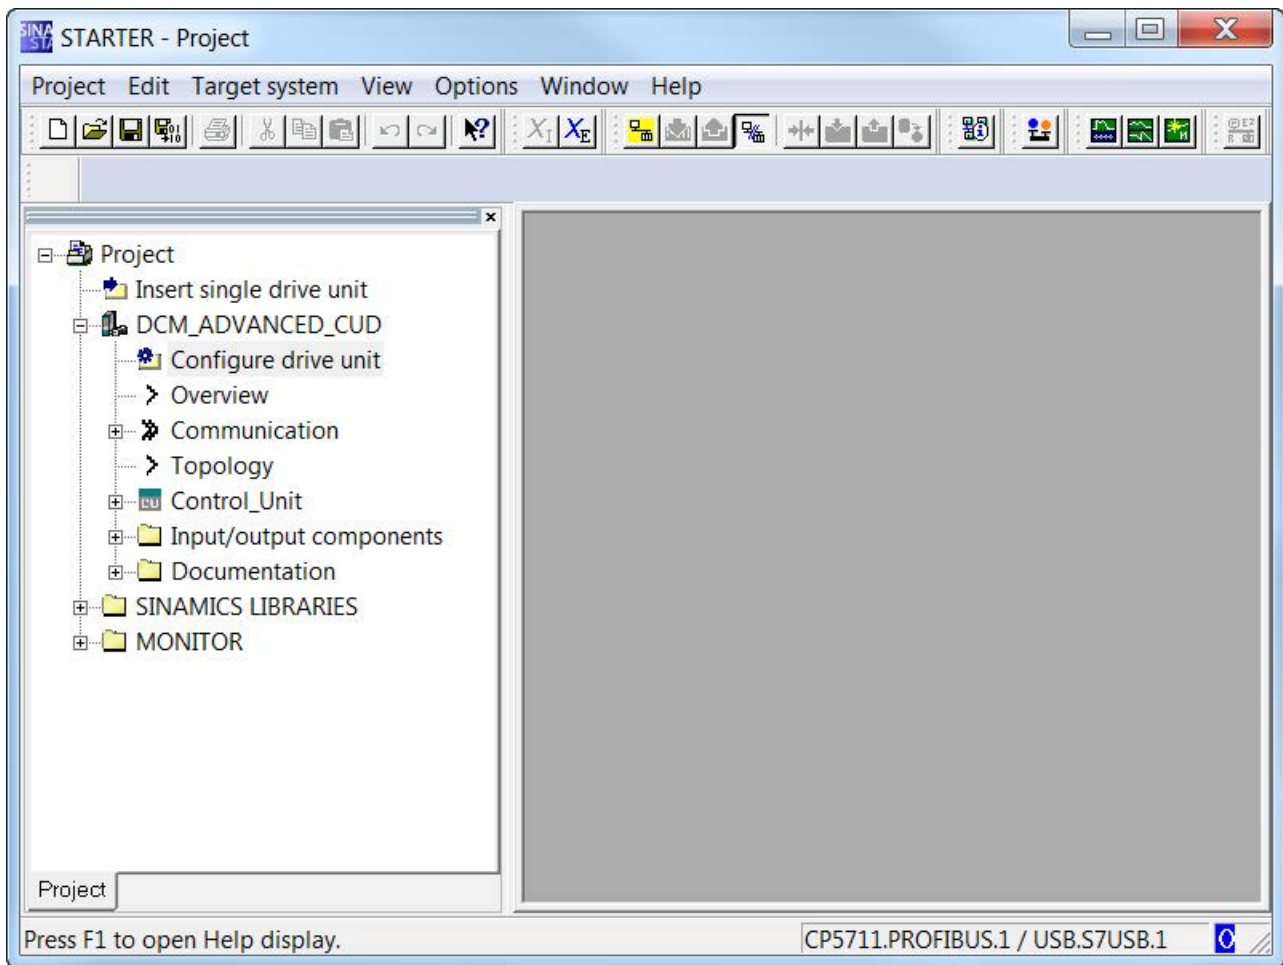 STARTER - Project
Project Edit Target system View Options Window Help
Project
Insert single drive unit
DCM_ADVANCED_CUD
Configure drive unit
Overview
Communication
Topology
Control_Unit
Input/output components
Documentation
SINAMICS LIBRARIES
MONITOR
Project
Press F1 to open Help display.
CP5711.PROFIBUS.1 / USB.S7USB.1